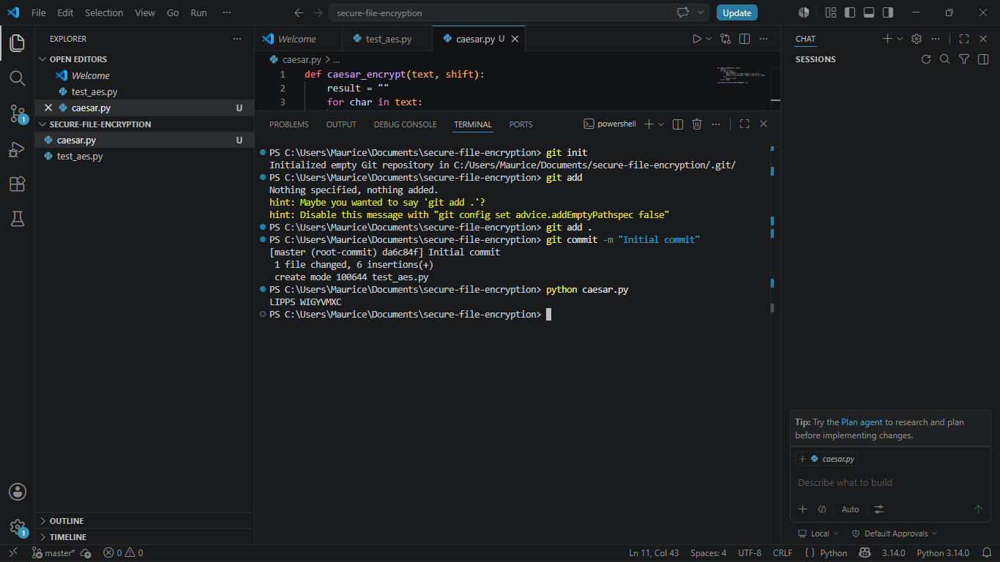 File Edit Selection View Go Run ··· secure-file-encryption Update
EXPLORER ···
OPEN EDITORS
Welcome
test_aes.py
caesar.py U
SECURE-FILE-ENCRYPTION
caesar.py U
test_aes.py
OUTLINE
TIMELINE
1
1
Welcome test_aes.py caesar.py U
caesar.py > ...
1 def caesar_encrypt(text, shift):
2 result = ""
3 for char in text:
PROBLEMS OUTPUT DEBUG CONSOLE TERMINAL PORTS powershell
PS C:\Users\Maurice\Documents\secure-file-encryption> git init
Initialized empty Git repository in C:/Users/Maurice/Documents/secure-file-encryption/.git/
PS C:\Users\Maurice\Documents\secure-file-encryption> git add
Nothing specified, nothing added.
hint: Maybe you wanted to say 'git add .'?
hint: Disable this message with "git config set advice.addEmptyPathspec false"
PS C:\Users\Maurice\Documents\secure-file-encryption> git add .
PS C:\Users\Maurice\Documents\secure-file-encryption> git commit -m "Initial commit"
[master (root-commit) da6c84f] Initial commit
1 file changed, 6 insertions(+)
create mode 100644 test_aes.py
PS C:\Users\Maurice\Documents\secure-file-encryption> python caesar.py
LIPPS WIGYVMXC
PS C:\Users\Maurice\Documents\secure-file-encryption>
CHAT
SESSIONS
Tip: Try the Plan agent to research and plan
before implementing changes.
caesar.py
Describe what to build
Auto
Local Default Approvals
master* 0 0 Ln 11, Col 43 Spaces: 4 UTF-8 CRLF { } Python 3.14.0 Python 3.14.0